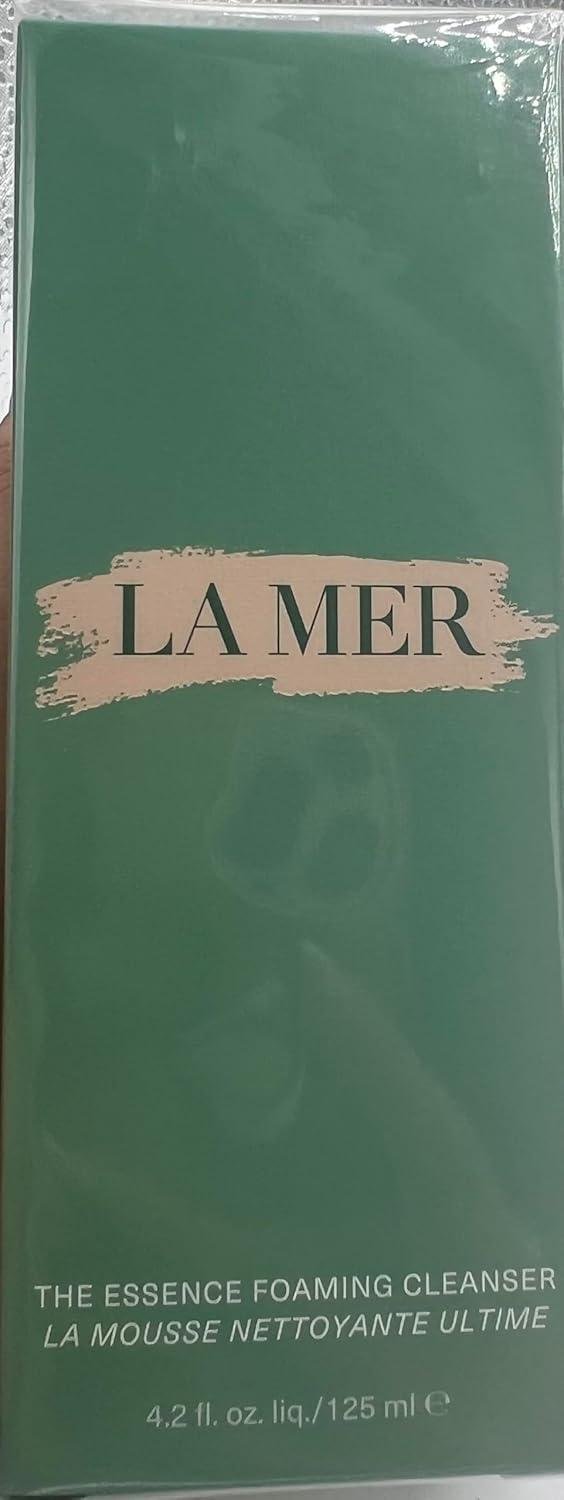 LA MER
THE ESSENCE FOAMING CLEANSER
LA MOUSSE NETTOYANTE ULTIME
4.2 fl. oz. liq./125 ml ℮